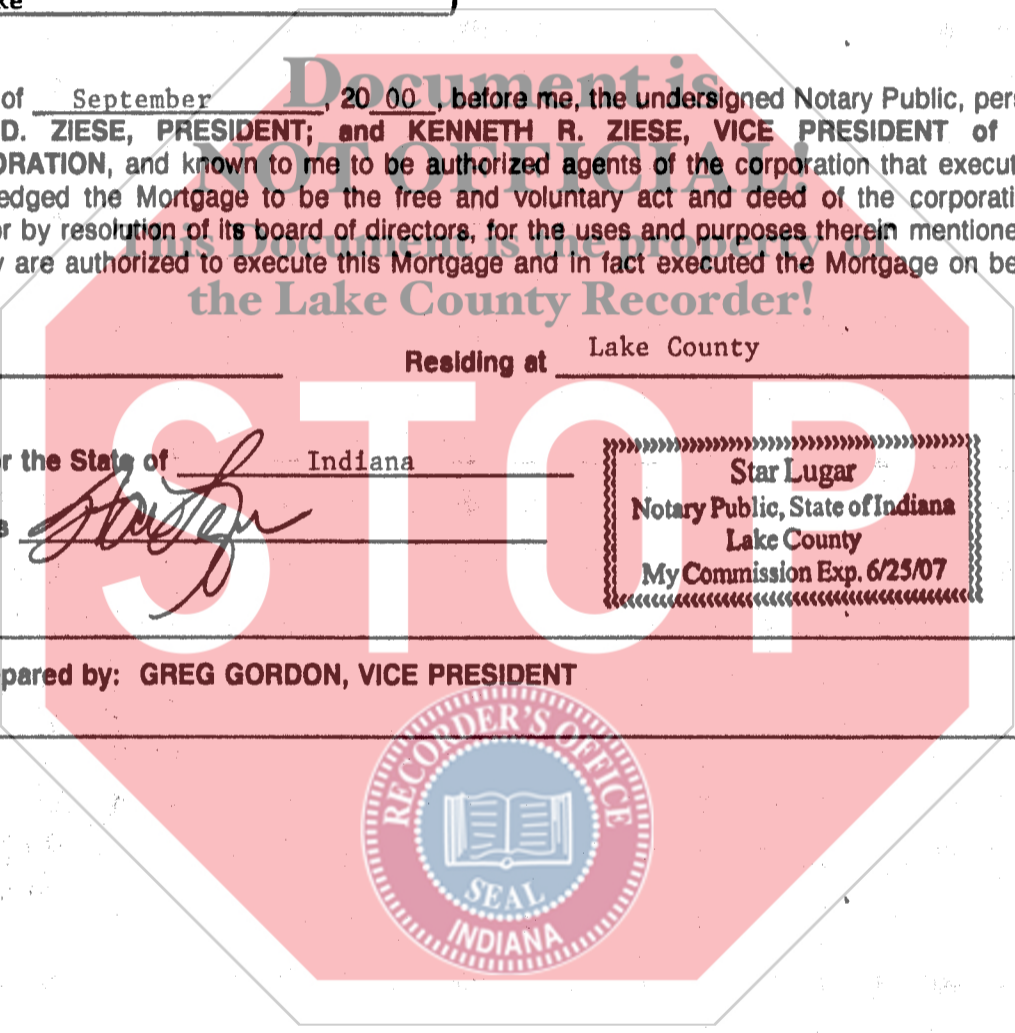 ke )
of September , 20 00 , before me, the undersigned Notary Public, pers
D. ZIESE, PRESIDENT; and KENNETH R. ZIESE, VICE PRESIDENT of
ORATION, and known to me to be authorized agents of the corporation that execut
edged the Mortgage to be the free and voluntary act and deed of the corporati
or by resolution of its board of directors, for the uses and purposes therein mentione
y are authorized to execute this Mortgage and in fact executed the Mortgage on be
Document is
NOT OFFICIAL!
This Document is the property of
the Lake County Recorder!
Residing at Lake County
STOP
r the State of Indiana
s
Star Lugar
Notary Public, State of Indiana
Lake County
My Commission Exp. 6/25/07
pared by: GREG GORDON, VICE PRESIDENT
RECORDER'S OFFICE
SEAL
INDIANA